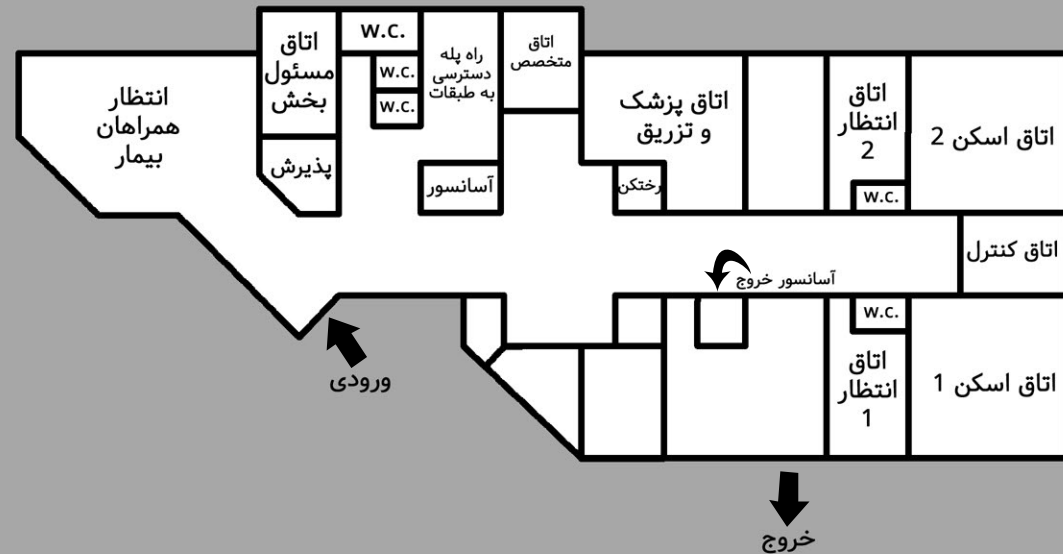 انتظار
همراهان
بیمار
اتاق
مسئول
بخش
پذیرش
w.c.
w.c.
w.c.
راه پله
دسترسی
به طبقات
آسانسور
اتاق
متخصص
اتاق پزشک
و تزریق
رختکن
اتاق
انتظار
2
w.c.
اتاق اسکن 2
اتاق کنترل
آسانسور خروج
w.c.
اتاق
انتظار
1
اتاق اسکن 1
ورودی
خروج